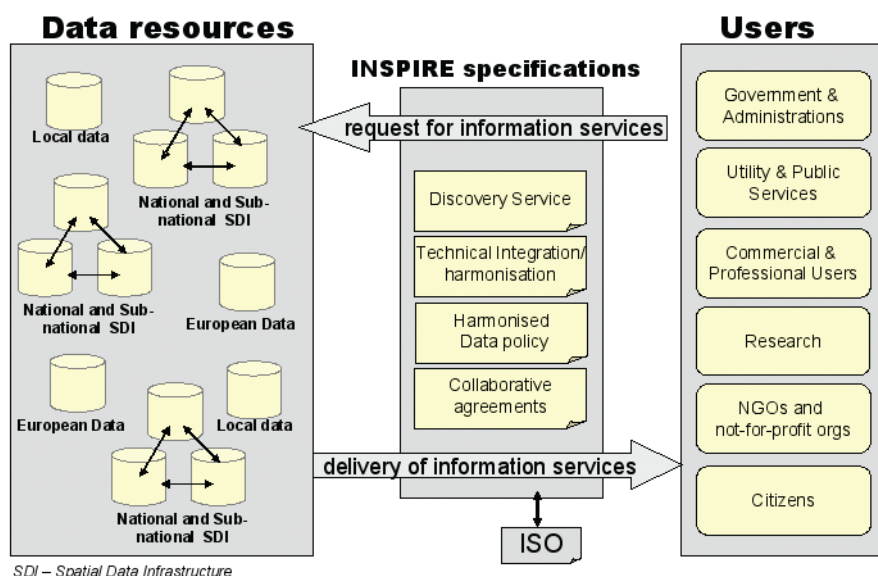 Data resources
Local data
National and Sub-
national SDI
National and Sub-
national SDI
European Data
European Data
Local data
National and Sub-
national SDI
SDI – Spatial Data Infrastructure
INSPIRE specifications
request for information services
Discovery Service
Technical Integration/
harmonisation
Harmonised
Data policy
Collaborative
agreements
delivery of information services
ISO
Users
Government &
Administrations
Utility & Public
Services
Commercial &
Professional Users
Research
NGOs and
not-for-profit orgs
Citizens